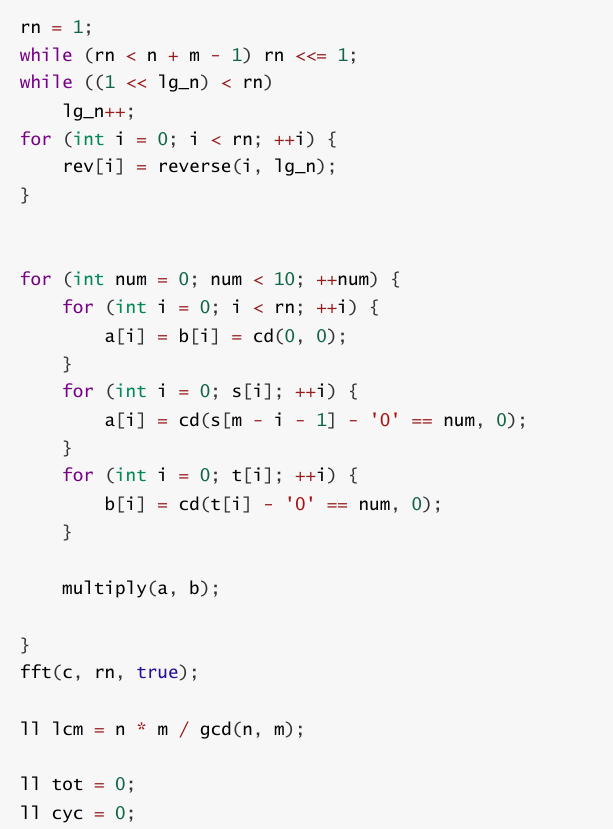 rn = 1;
while (rn < n + m - 1) rn <<= 1;
while ((1 << lg_n) < rn)
    lg_n++;
for (int i = 0; i < rn; ++i) {
    rev[i] = reverse(i, lg_n);
}
for (int num = 0; num < 10; ++num) {
    for (int i = 0; i < rn; ++i) {
        a[i] = b[i] = cd(0, 0);
    }
    for (int i = 0; s[i]; ++i) {
        a[i] = cd(s[m - i - 1] - '0' == num, 0);
    }
    for (int i = 0; t[i]; ++i) {
        b[i] = cd(t[i] - '0' == num, 0);
    }
    multiply(a, b);
}
fft(c, rn, true);
ll lcm = n * m / gcd(n, m);
ll tot = 0;
ll cyc = 0;